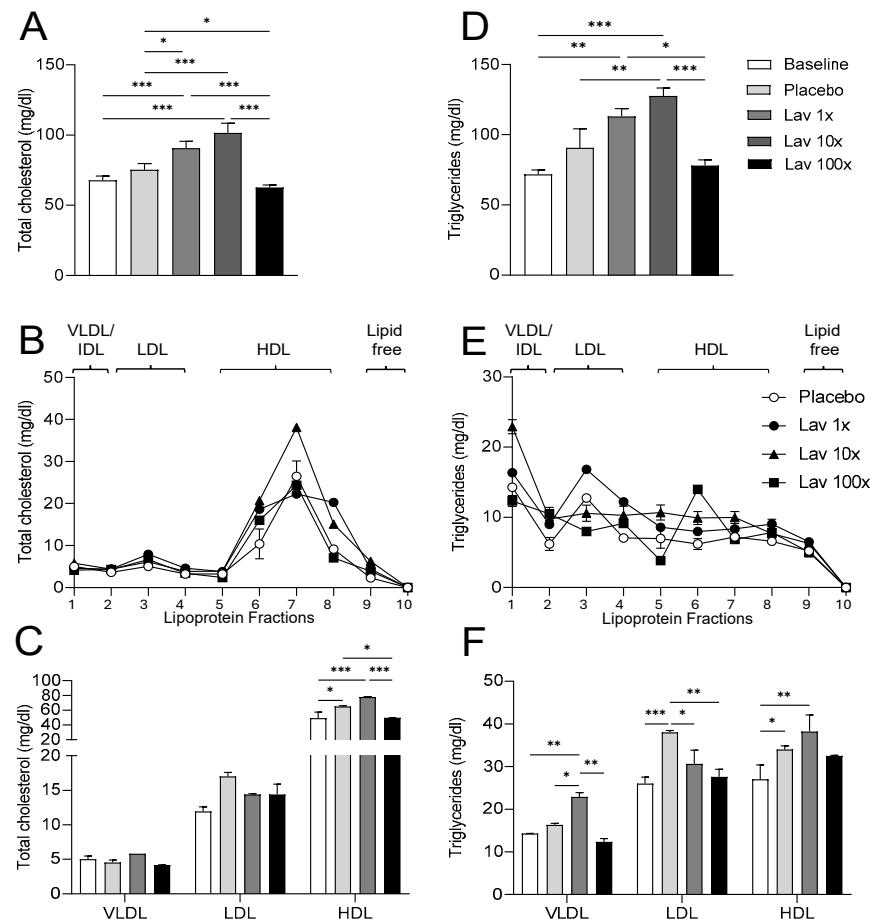 A
*
*
***
***
***
***
***
150
100
50
0
Total cholesterol (mg/dl)
D
***
**
*
**
***
150
100
50
0
Triglycerides (mg/dl)
Baseline
Placebo
Lav 1x
Lav 10x
Lav 100x
B
VLDL/
IDL
LDL
HDL
Lipid
free
50
40
30
20
10
0
Total cholesterol (mg/dl)
1 2 3 4 5 6 7 8 9 10
Lipoprotein Fractions
E
VLDL/
IDL
LDL
HDL
Lipid
free
30
20
10
0
Triglycerides (mg/dl)
1 2 3 4 5 6 7 8 9 10
Lipoprotein Fractions
Placebo
Lav 1x
Lav 10x
Lav 100x
C
*
***
***
*
100
80
60
40
20
20
15
10
5
0
Total cholesterol (mg/dl)
VLDL LDL HDL
F
**
*
**
***
**
*
**
*
50
40
30
20
10
0
Triglycerides (mg/dl)
VLDL LDL HDL